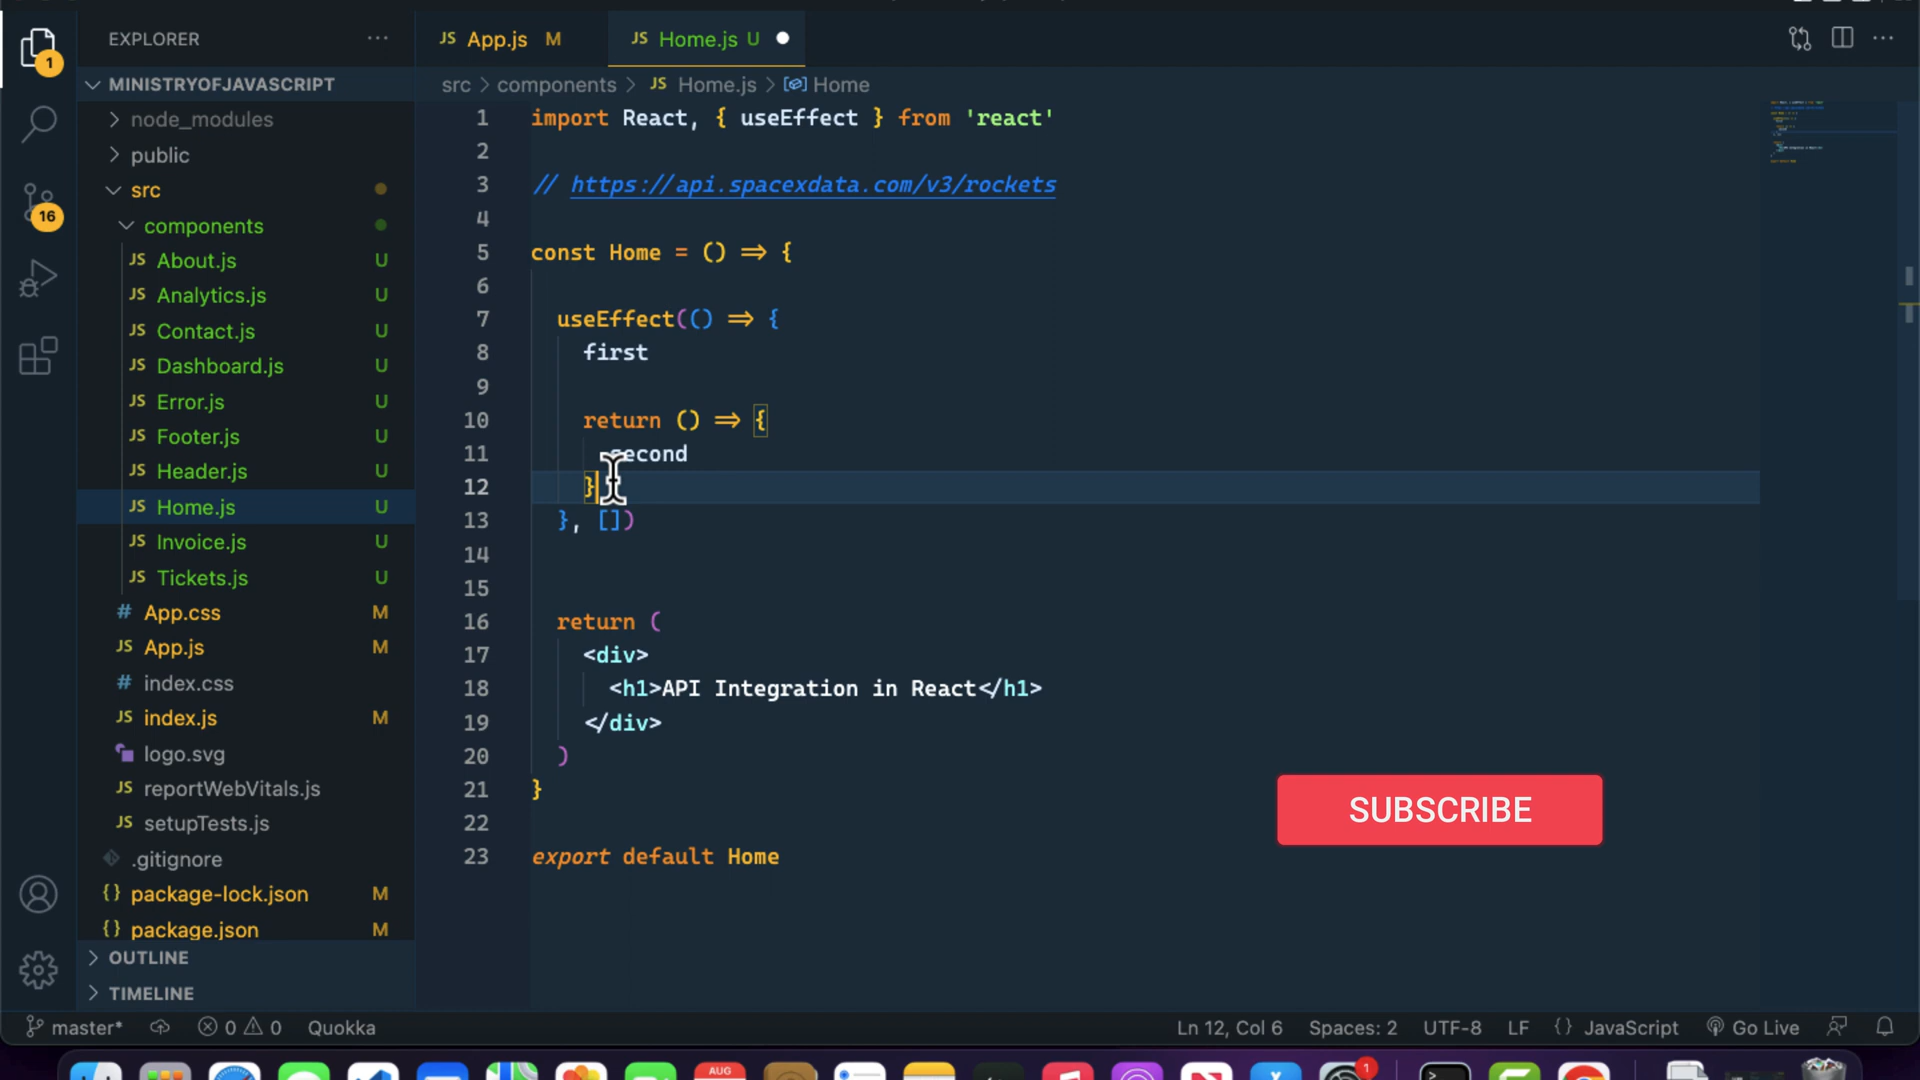 EXPLORER
1
16
MINISTRYOFJAVASCRIPT
node_modules
public
src
components
JS About.js U
JS Analytics.js U
JS Contact.js U
JS Dashboard.js U
JS Error.js U
JS Footer.js U
JS Header.js U
JS Home.js U
JS Invoice.js U
JS Tickets.js U
# App.css M
JS App.js M
# index.css
JS index.js M
logo.svg
JS reportWebVitals.js
JS setupTests.js
.gitignore
{} package-lock.json M
{} package.json M
OUTLINE
TIMELINE
JS App.js M
JS Home.js U
src > components > JS Home.js > Home
1 import React, { useEffect } from 'react'
2
3 // https://api.spacexdata.com/v3/rockets
4
5 const Home = () => {
6
7 useEffect(() => {
8 first
9
10 return () => {
11 second
12 }
13 }, [])
14
15
16 return (
17 <div>
18 <h1>API Integration in React</h1>
19 </div>
20 )
21 }
22
23 export default Home
SUBSCRIBE
master* 0 0 Quokka
Ln 12, Col 6 Spaces: 2 UTF-8 LF {} JavaScript Go Live
AUG
1